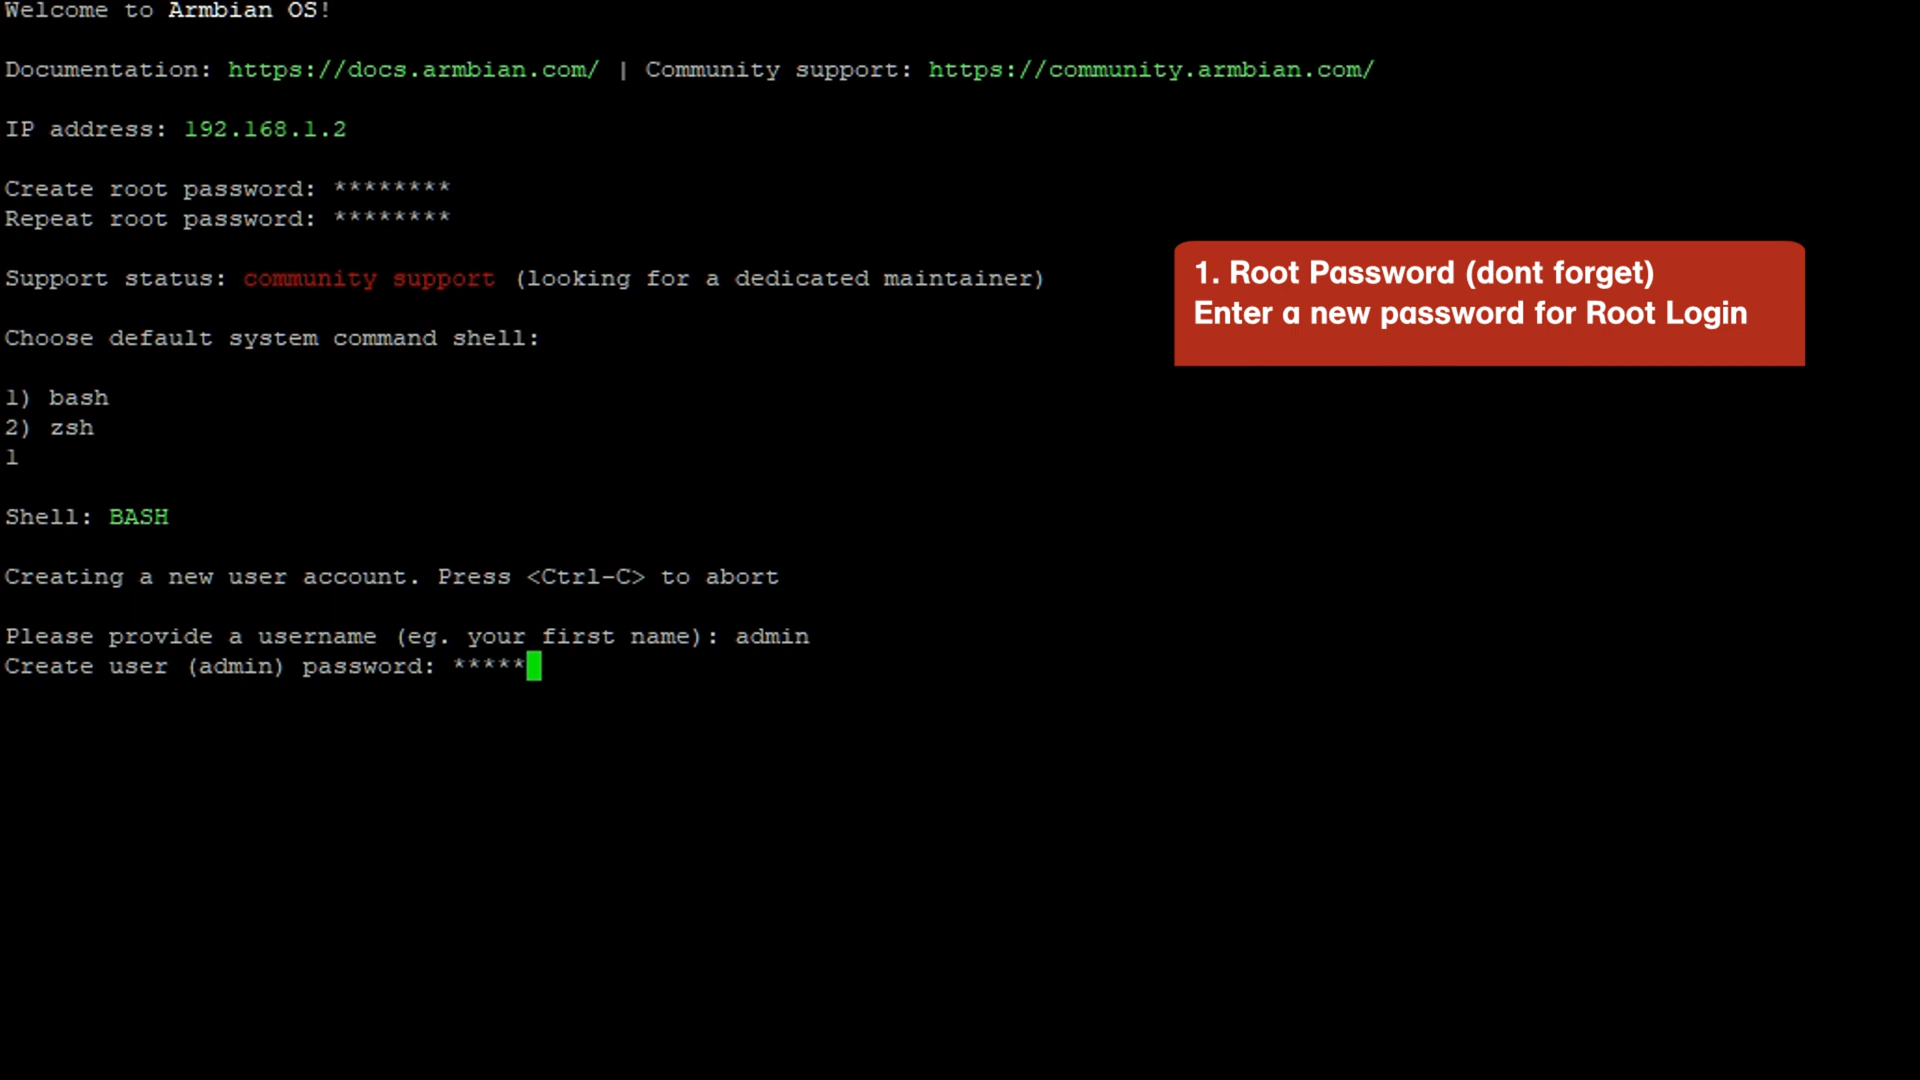 Welcome to Armbian OS!
Documentation: https://docs.armbian.com/ | Community support: https://community.armbian.com/
IP address: 192.168.1.2
Create root password: ********
Repeat root password: ********
Support status: community support (looking for a dedicated maintainer)
1. Root Password (dont forget)
Enter a new password for Root Login
Choose default system command shell:
1) bash
2) zsh
1
Shell: BASH
Creating a new user account. Press <Ctrl-C> to abort
Please provide a username (eg. your first name): admin
Create user (admin) password: *****